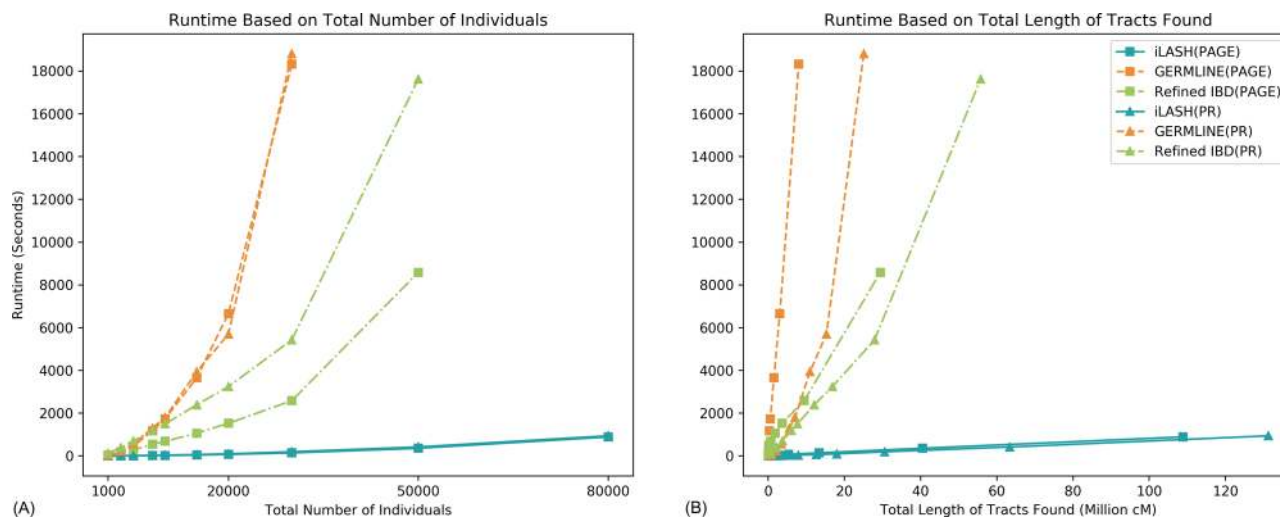 Runtime Based on Total Number of Individuals
18000
16000
14000
12000
10000
8000
6000
4000
2000
0
Runtime (Seconds)
1000 20000 50000 80000
Total Number of Individuals
(A)
Runtime Based on Total Length of Tracts Found
iLASH(PAGE)
GERMLINE(PAGE)
Refined IBD(PAGE)
iLASH(PR)
GERMLINE(PR)
Refined IBD(PR)
18000
16000
14000
12000
10000
8000
6000
4000
2000
0
0 20 40 60 80 100 120
Total Length of Tracts Found (Million cM)
(B)